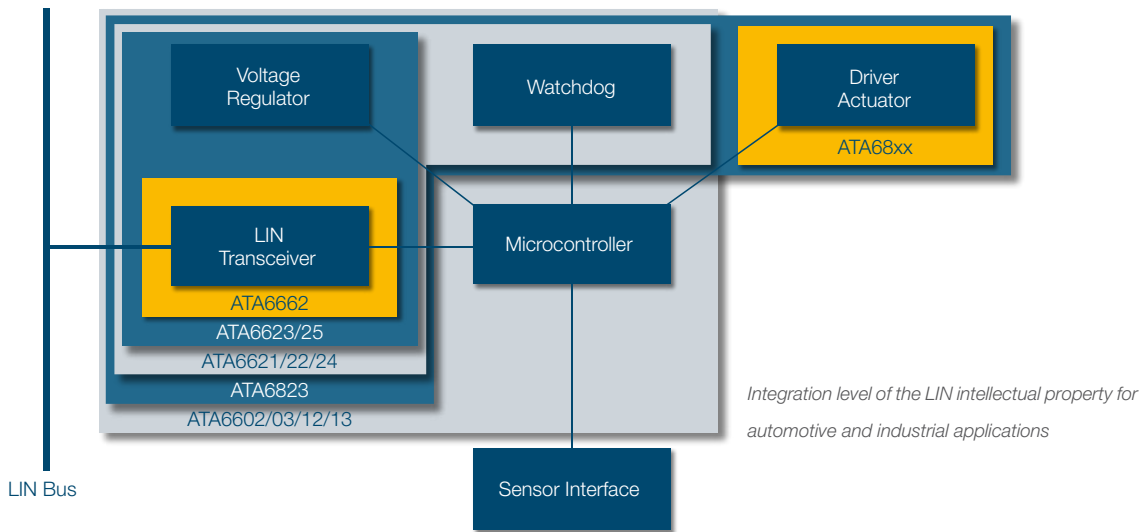 Voltage
Regulator
Watchdog
Driver
Actuator
ATA68xx
LIN
Transceiver
Microcontroller
ATA6662
ATA6623/25
ATA6621/22/24
ATA6823
ATA6602/03/12/13
Integration level of the LIN intellectual property for
automotive and industrial applications
LIN Bus
Sensor Interface